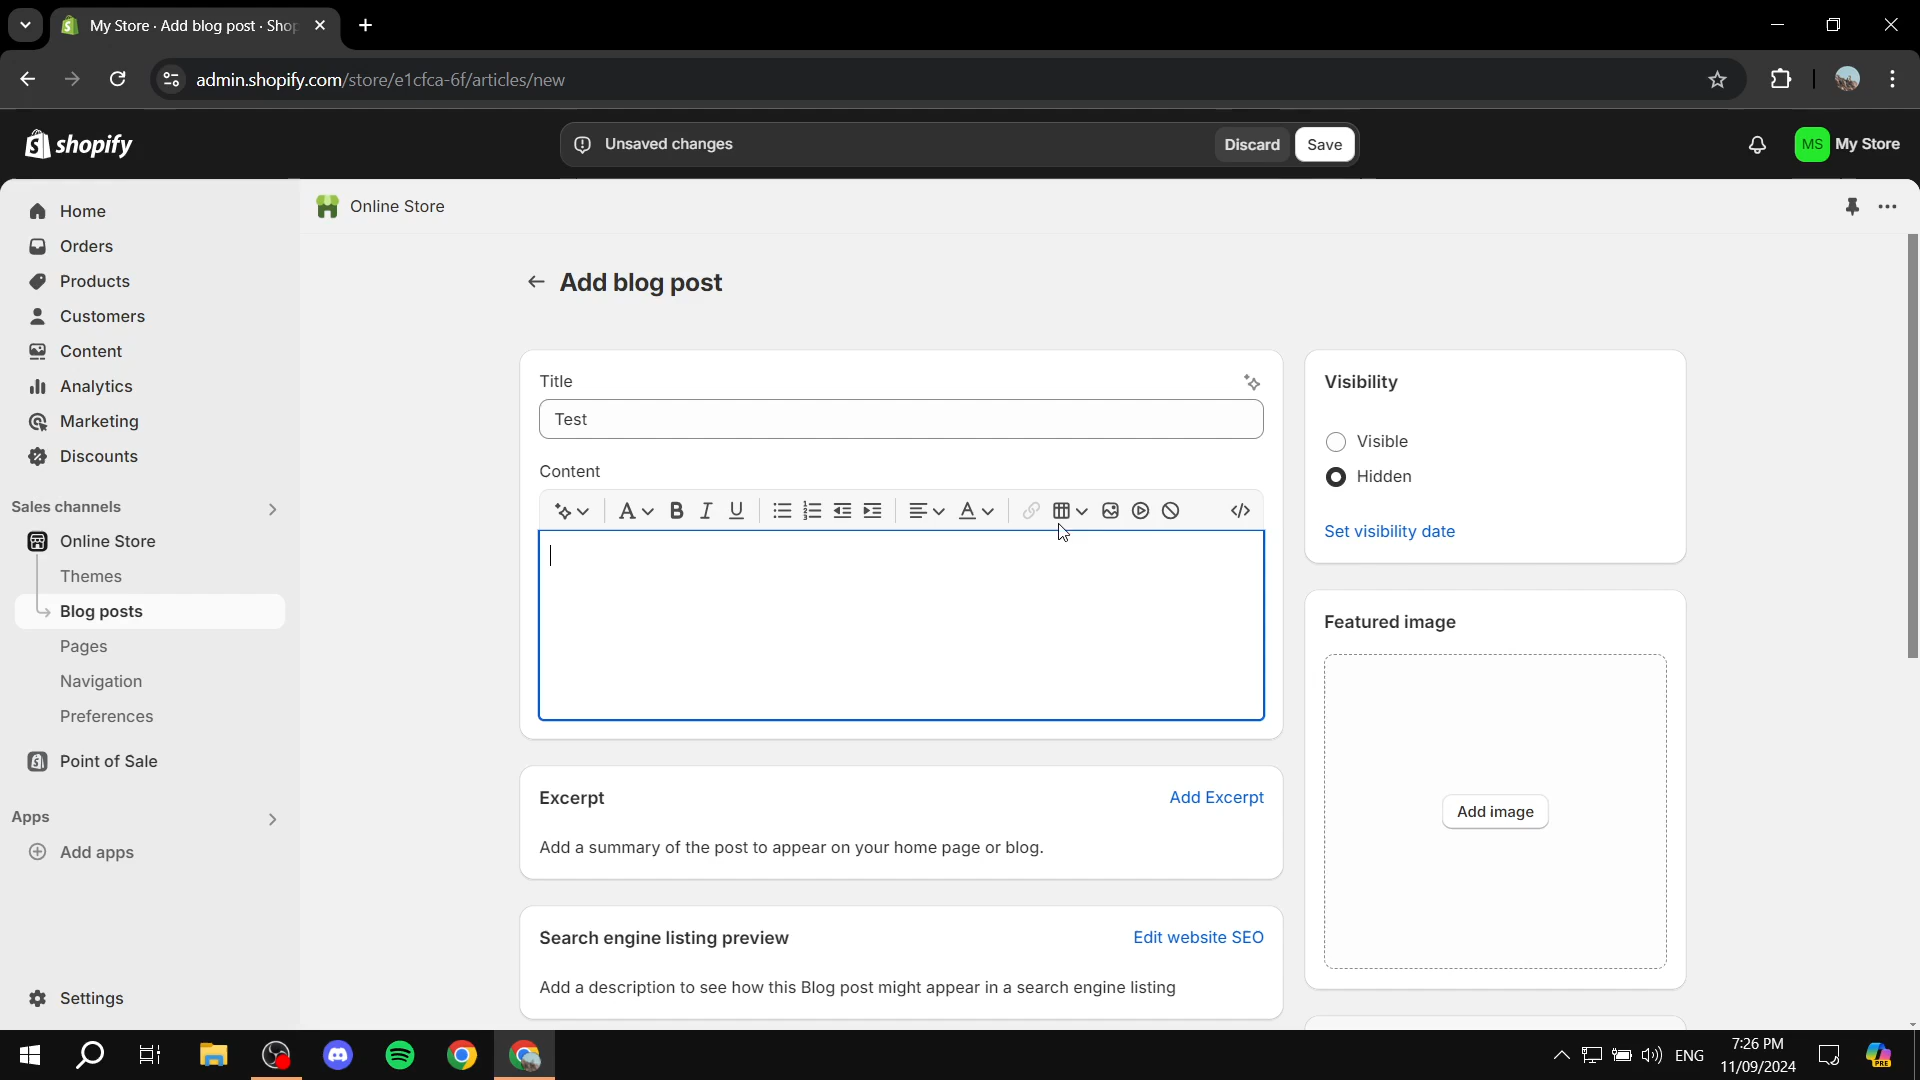 My Store · Add blog post · Shop
admin.shopify.com/store/e1cfca-6f/articles/new
shopify
Unsaved changes
Discard
Save
MS
My Store
Home
Orders
Products
Customers
Content
Analytics
Marketing
Discounts
Sales channels
Online Store
Themes
Blog posts
Pages
Navigation
Preferences
Point of Sale
Apps
Add apps
Settings
Online Store
Add blog post
Title
Test
Content
Excerpt
Add Excerpt
Add a summary of the post to appear on your home page or blog.
Search engine listing preview
Edit website SEO
Add a description to see how this Blog post might appear in a search engine listing
Visibility
Visible
Hidden
Set visibility date
Featured image
Add image
ENG
7:26 PM
11/09/2024
PRE